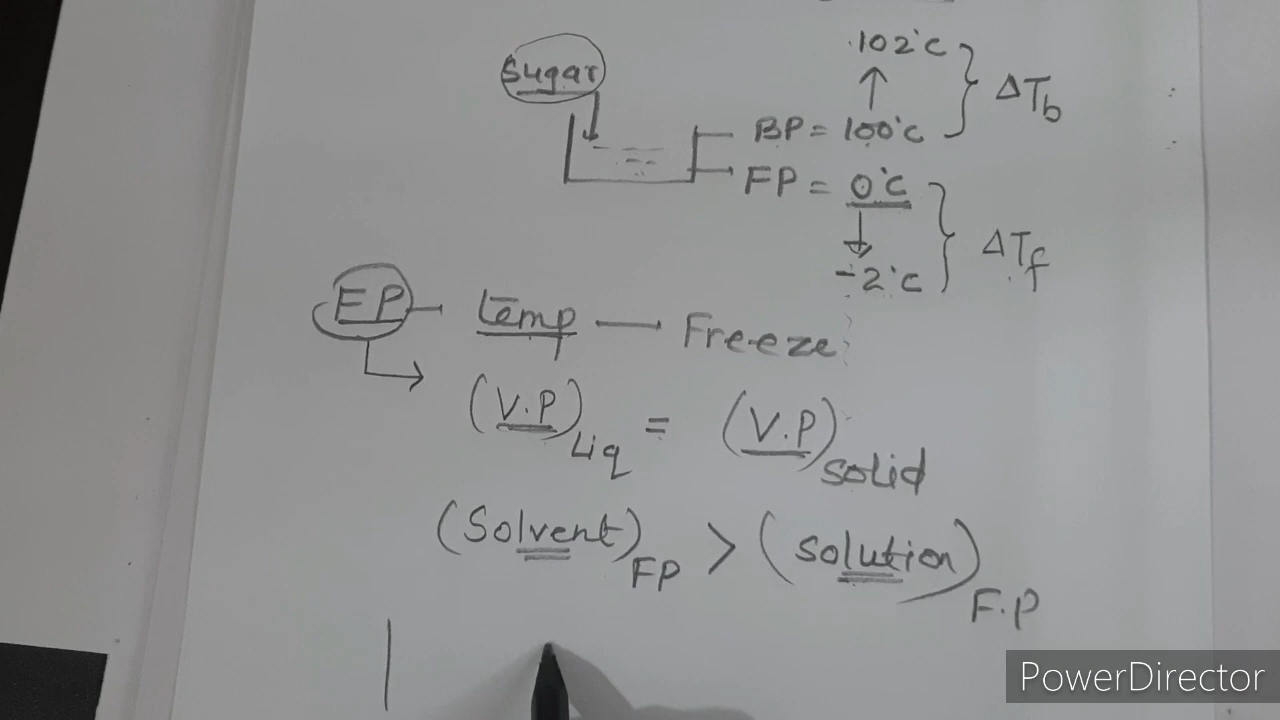 102°C
Sugar
ΔTb
BP = 100°C
FP = 0°C
ΔTf
-2°C
FP - temp — Freeze
(V.P)Liq = (V.P)solid
(Solvent)FP > (solution)F.P
PowerDirector